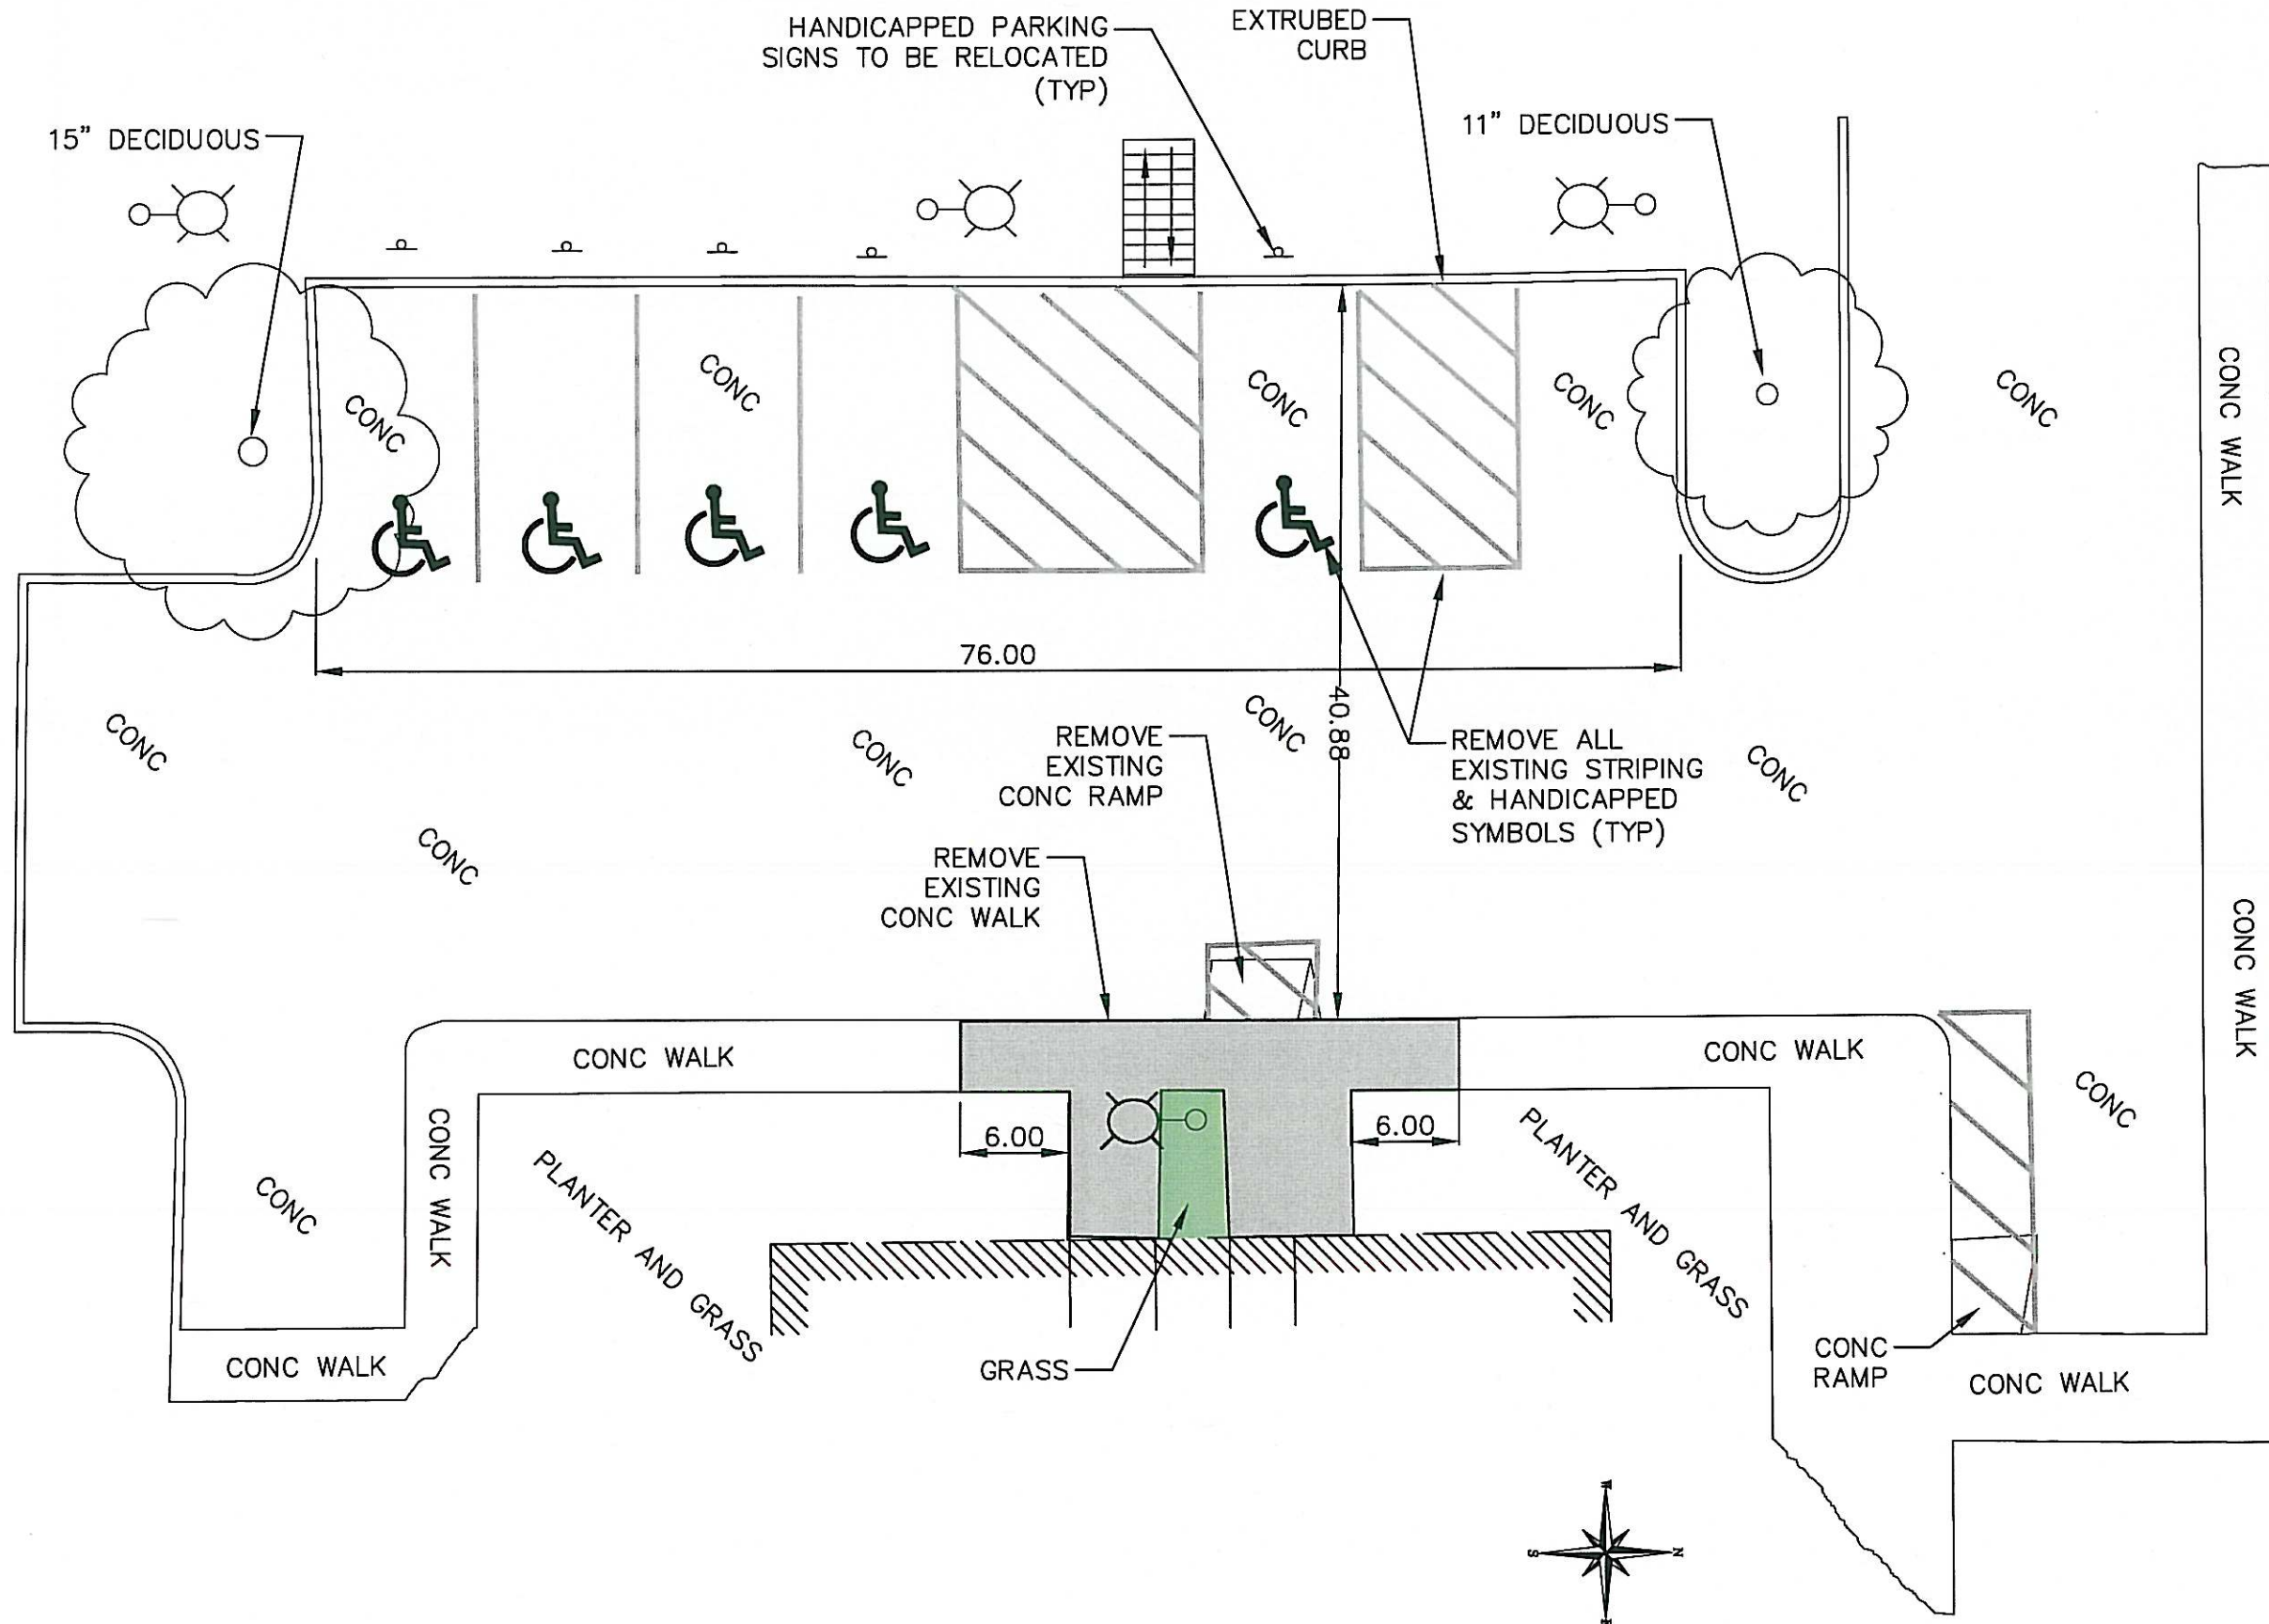 HANDICAPPED PARKING
SIGNS TO BE RELOCATED
(TYP)
EXTRUBED
CURB
15" DECIDUOUS
11" DECIDUOUS
CONC
CONC
CONC
CONC
CONC
CONC WALK
76.00
40.88
CONC
CONC
CONC
CONC
CONC
REMOVE
EXISTING
CONC RAMP
REMOVE ALL
EXISTING STRIPING
& HANDICAPPED
SYMBOLS (TYP)
REMOVE
EXISTING
CONC WALK
CONC WALK
CONC WALK
CONC WALK
CONC WALK
6.00
6.00
CONC
CONC
PLANTER AND GRASS
PLANTER AND GRASS
GRASS
CONC WALK
CONC
RAMP
CONC WALK
W
S
N
E